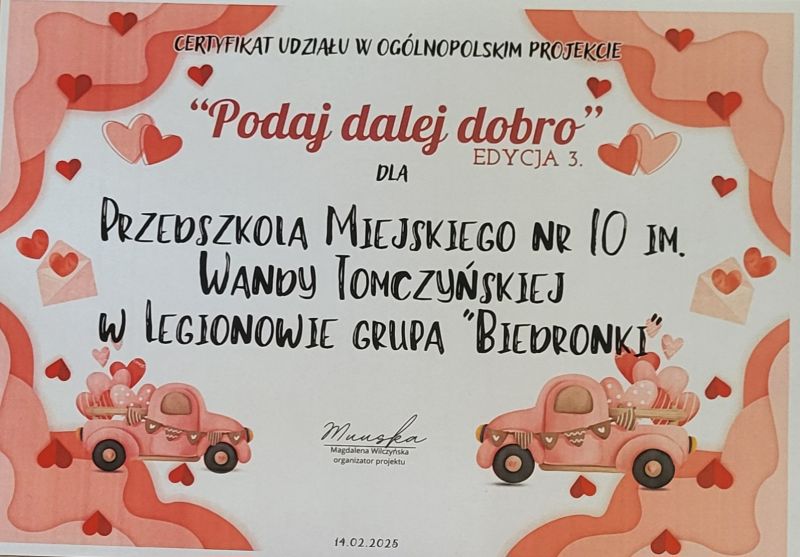 CERTYFIKAT UDZIAŁU W OGÓLNOPOLSKIM PROJEKCIE
"Podaj dalej dobro"
EDYCJA 3.
DLA
PRZEDSZKOLA MIEJSKIEGO NR 10 IM.
WANDY TOMCZYŃSKIEJ
W LEGIONOWIE GRUPA "BIEDRONKI"
Muuska
Magdalena Wilczyńska
organizator projektu
14.02.2025